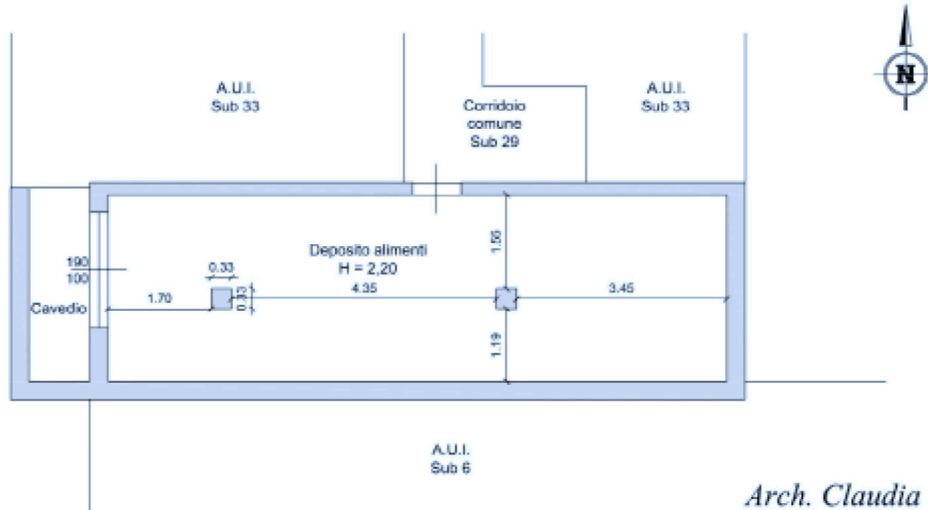 N
A.U.I.
Sub 33
Corridoio
comune
Sub 29
A.U.I.
Sub 33
Deposito alimenti
H = 2,20
1.55
190
100
0.33
0.33
4.35
3.45
1.70
Cavedio
1.19
A.U.I.
Sub 6
Arch. Claudia